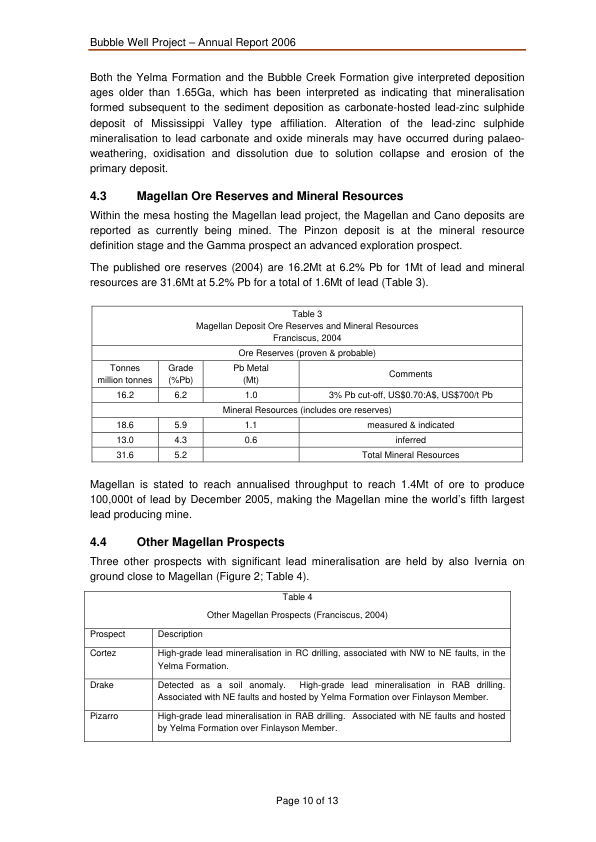 Bubble Well Project – Annual Report 2006
Both the Yelma Formation and the Bubble Creek Formation give interpreted deposition
ages older than 1.65Ga, which has been interpreted as indicating that mineralisation
formed subsequent to the sediment deposition as carbonate-hosted lead-zinc sulphide
deposit of Mississippi Valley type affiliation. Alteration of the lead-zinc sulphide
mineralisation to lead carbonate and oxide minerals may have occurred during palaeo-
weathering, oxidisation and dissolution due to solution collapse and erosion of the
primary deposit.
4.3 Magellan Ore Reserves and Mineral Resources
Within the mesa hosting the Magellan lead project, the Magellan and Cano deposits are
reported as currently being mined. The Pinzon deposit is at the mineral resource
definition stage and the Gamma prospect an advanced exploration prospect.
The published ore reserves (2004) are 16.2Mt at 6.2% Pb for 1Mt of lead and mineral
resources are 31.6Mt at 5.2% Pb for a total of 1.6Mt of lead (Table 3).
Table 3
Magellan Deposit Ore Reserves and Mineral Resources
Franciscus, 2004
Ore Reserves (proven & probable)
Tonnes Grade Pb Metal Comments
million tonnes (%Pb) (Mt)
16.2 6.2 1.0 3% Pb cut-off, US$0.70:A$, US$700/t Pb
Mineral Resources (includes ore reserves)
18.6 5.9 1.1 measured & indicated
13.0 4.3 0.6 inferred
31.6 5.2 Total Mineral Resources
Magellan is stated to reach annualised throughput to reach 1.4Mt of ore to produce
100,000t of lead by December 2005, making the Magellan mine the world's fifth largest
lead producing mine.
4.4 Other Magellan Prospects
Three other prospects with significant lead mineralisation are held by also Ivernia on
ground close to Magellan (Figure 2; Table 4).
Table 4
Other Magellan Prospects (Franciscus, 2004)
Prospect Description
Cortez High-grade lead mineralisation in RC drilling, associated with NW to NE faults, in the
Yelma Formation.
Drake Detected as a soil anomaly. High-grade lead mineralisation in RAB drilling.
Associated with NE faults and hosted by Yelma Formation over Finlayson Member.
Pizarro High-grade lead mineralisation in RAB drilling. Associated with NE faults and hosted
by Yelma Formation over Finlayson Member.
Page 10 of 13